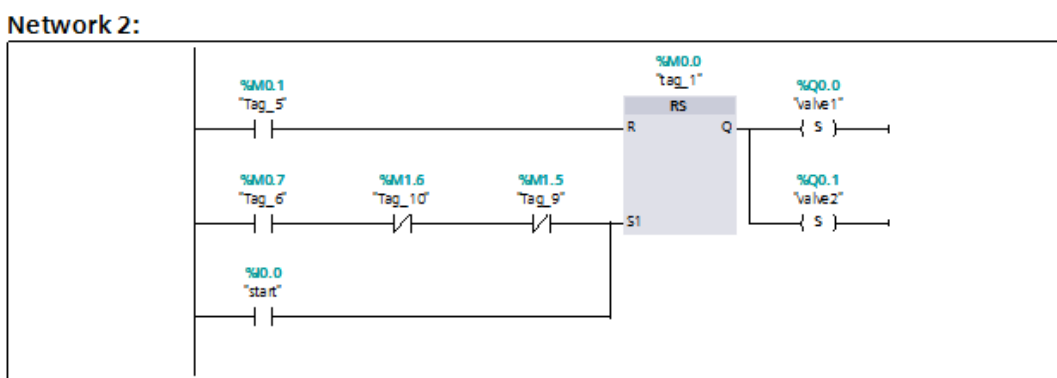 Network 2:
%M0.1
"Tag_5"
%M0.0
"tag_1"
RS
R Q
%Q0.0
"valve1"
S
%M0.7
"Tag_6"
%M1.6
"Tag_10"
%M1.5
"Tag_9"
S1
%Q0.1
"valve2"
S
%I0.0
"start"